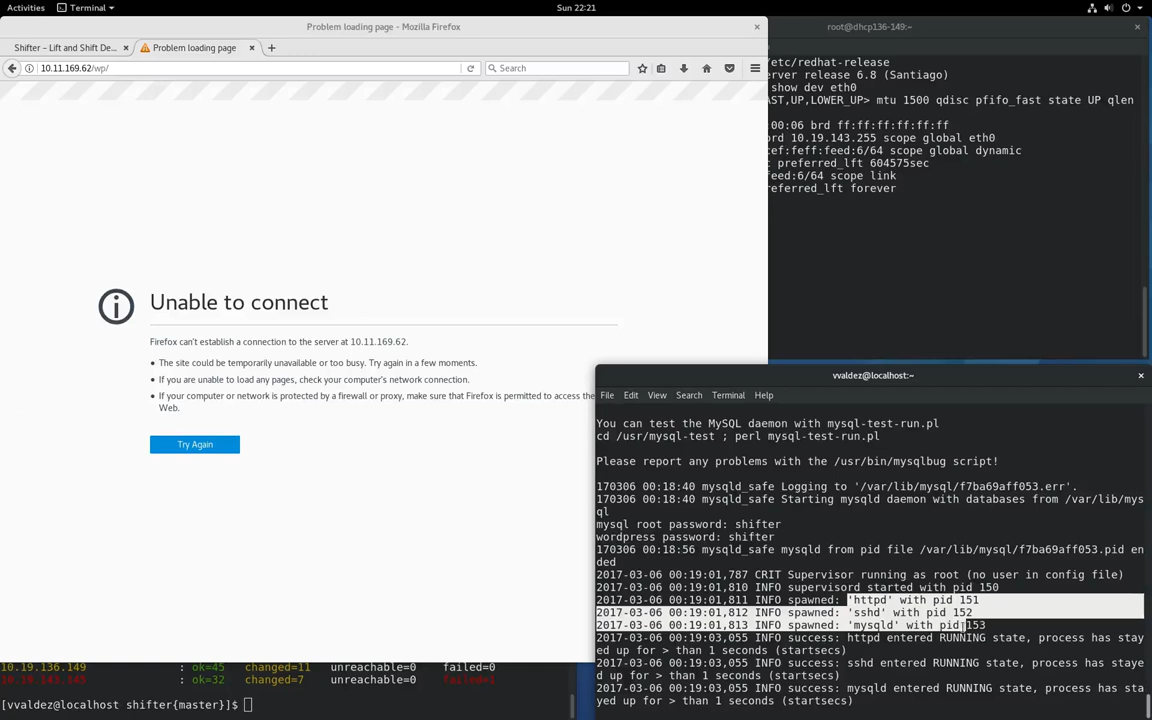 Activities
Terminal
Sun 22:21
Problem loading page - Mozilla Firefox
Shifter – Lift and Shift De...
Problem loading page
10.11.169.62/wp/
Search
Unable to connect
Firefox can't establish a connection to the server at 10.11.169.62.
The site could be temporarily unavailable or too busy. Try again in a few moments.
If you are unable to load any pages, check your computer's network connection.
If your computer or network is protected by a firewall or proxy, make sure that Firefox is permitted to access the
Web.
Try Again
root@dhcp136-149:~
/etc/redhat-release
erver release 6.8 (Santiago)
show dev eth0
AST,UP,LOWER_UP> mtu 1500 qdisc pfifo_fast state UP qlen
:00:06 brd ff:ff:ff:ff:ff:ff
brd 10.19.143.255 scope global eth0
cef:feff:feed:6/64 scope global dynamic
preferred_lft 604575sec
feed:6/64 scope link
referred_lft forever
vvaldez@localhost:~
File Edit View Search Terminal Help
You can test the MySQL daemon with mysql-test-run.pl
cd /usr/mysql-test ; perl mysql-test-run.pl
Please report any problems with the /usr/bin/mysqlbug script!
170306 00:18:40 mysqld_safe Logging to '/var/lib/mysql/f7ba69aff053.err'.
170306 00:18:40 mysqld_safe Starting mysqld daemon with databases from /var/lib/mys
ql
mysql root password: shifter
wordpress password: shifter
170306 00:18:56 mysqld_safe mysqld from pid file /var/lib/mysql/f7ba69aff053.pid en
ded
2017-03-06 00:19:01,787 CRIT Supervisor running as root (no user in config file)
2017-03-06 00:19:01,810 INFO supervisord started with pid 150
2017-03-06 00:19:01,811 INFO spawned: 'httpd' with pid 151
2017-03-06 00:19:01,812 INFO spawned: 'sshd' with pid 152
2017-03-06 00:19:01,813 INFO spawned: 'mysqld' with pid 153
2017-03-06 00:19:03,055 INFO success: httpd entered RUNNING state, process has stay
ed up for > than 1 seconds (startsecs)
2017-03-06 00:19:03,055 INFO success: sshd entered RUNNING state, process has staye
d up for > than 1 seconds (startsecs)
2017-03-06 00:19:03,055 INFO success: mysqld entered RUNNING state, process has sta
yed up for > than 1 seconds (startsecs)
10.19.136.149 : ok=45 changed=11 unreachable=0 failed=0
: ok=32 changed=7 unreachable=0 failed=1
[vvaldez@localhost shifter{master}]$